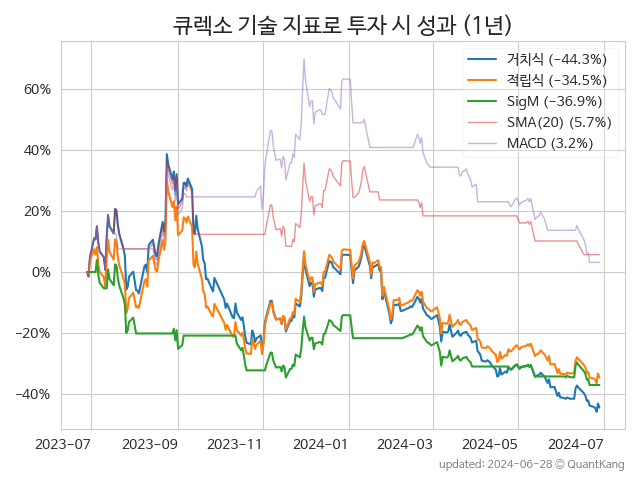 큐렉소 기술 지표로 투자 시 성과 (1년)
거치식 (−44.3%)
적립식 (−34.5%)
SigM (−36.9%)
SMA(20) (5.7%)
MACD (3.2%)
60%
40%
20%
0%
−20%
−40%
2023-07 2023-09 2023-11 2024-01 2024-03 2024-05 2024-07
updated: 2024-06-28 © QuantKang